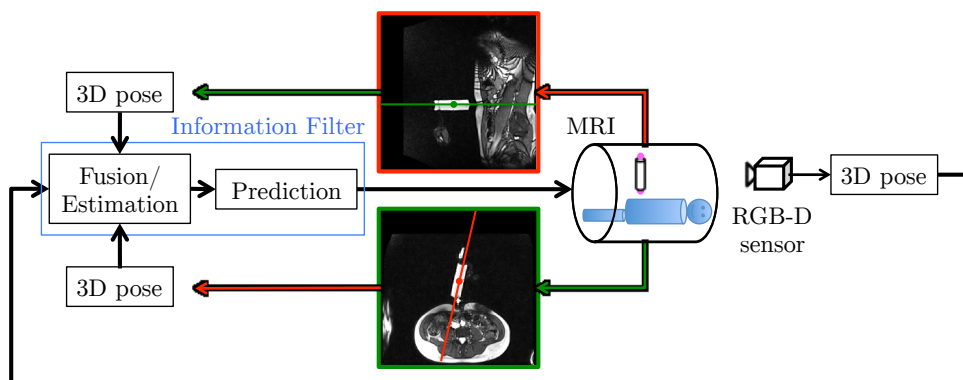 3D pose
Information Filter
MRI
Fusion/
Estimation
Prediction
3D pose
RGB-D
sensor
3D pose